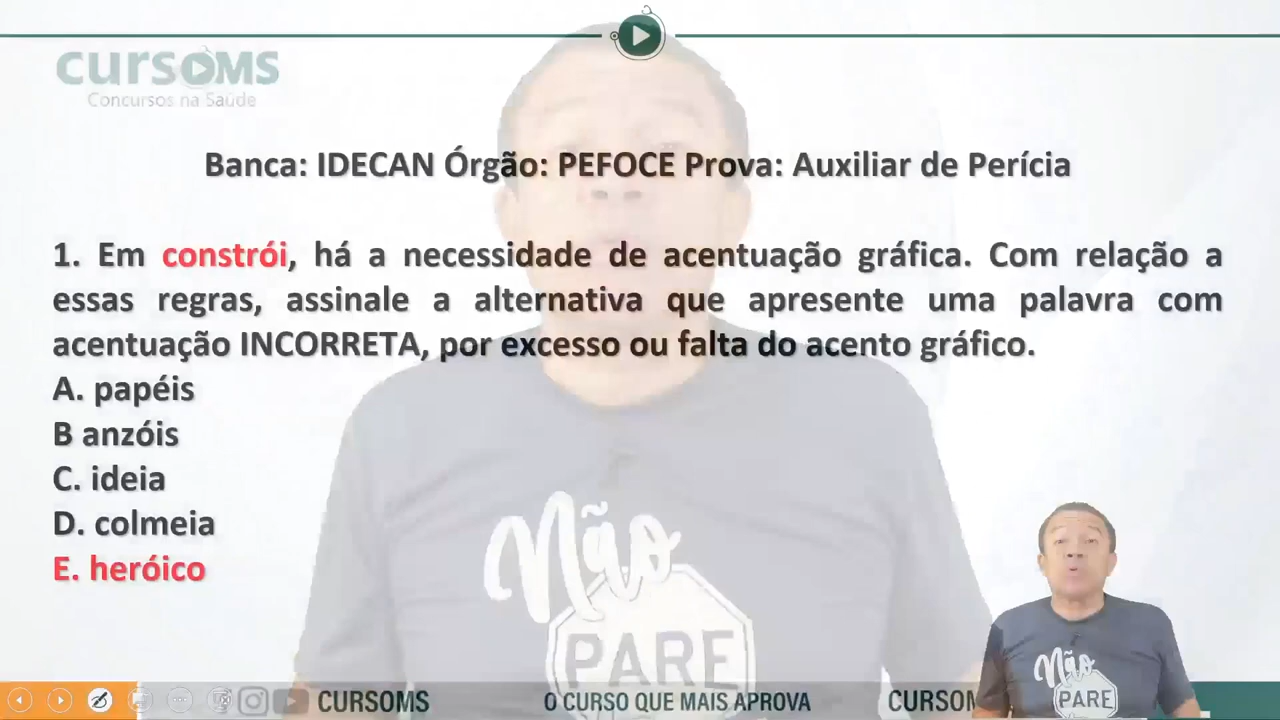 cursoMS
Concursos na Saúde
Banca: IDECAN Órgão: PEFOCE Prova: Auxiliar de Perícia
1. Em constrói, há a necessidade de acentuação gráfica. Com relação a
essas regras, assinale a alternativa que apresente uma palavra com
acentuação INCORRETA, por excesso ou falta do acento gráfico.
A. papéis
B anzóis
C. ideia
D. colmeia
E. heróico
Não
PARE
Não
PARE
CURSOMS
O CURSO QUE MAIS APROVA
CURSOM